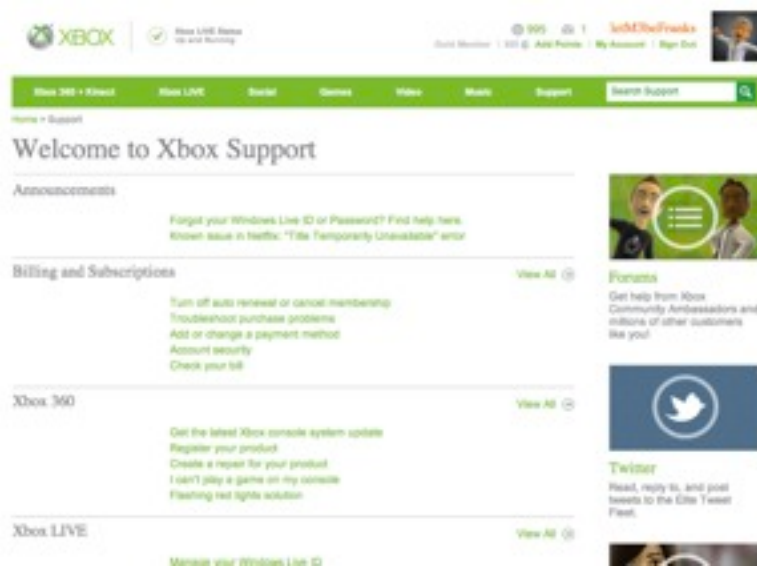 XBOX
Xbox LIVE Status
Up and Running
995
1
Gold Member
Add Points
My Account
Sign Out
Xbox 360 + Kinect
Xbox LIVE
Social
Games
Video
Music
Support
Search Support
Home > Support
Welcome to Xbox Support
Announcements
Forgot your Windows Live ID or Password? Find help here.
Known issue in Netflix: "Title Temporarily Unavailable" error
Billing and Subscriptions
View All
Turn off auto renewal or cancel membership
Troubleshoot purchase problems
Add or change a payment method
Account security
Check your bill
Xbox 360
View All
Get the latest Xbox console system update
Register your product
Create a repair for your product
I can't play a game on my console
Flashing red lights solution
Xbox LIVE
View All
Manage your Windows Live ID
Forums
Get help from Xbox
Community Ambassadors and
millions of other customers
like you!
Twitter
Read, reply to, and post
tweets to the Elite Tweet
Fleet.